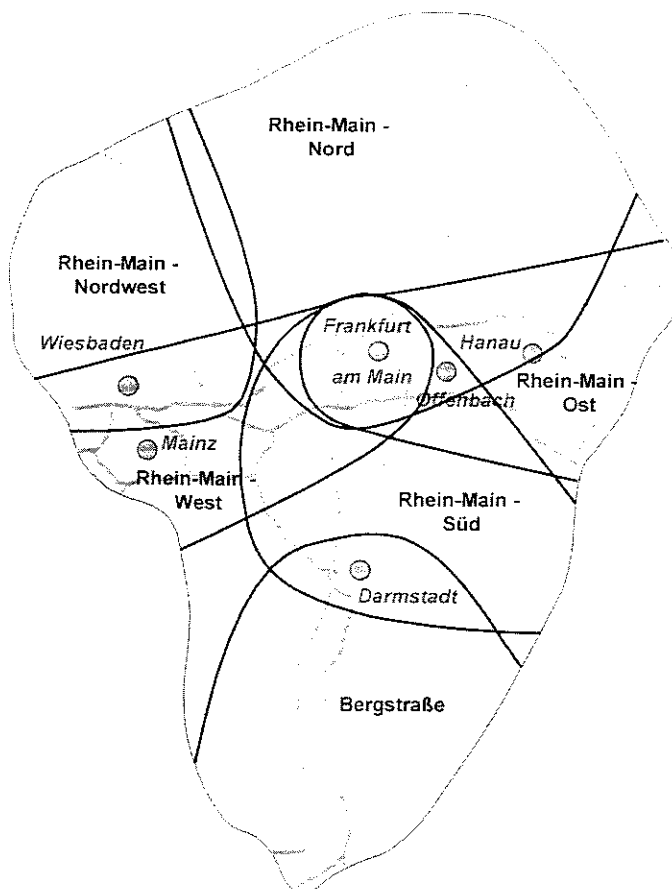 Rhein-Main -
Nord
Rhein-Main -
Nordwest
Wiesbaden
Frankfurt
am Main
Hanau
Offenbach
Rhein-Main -
Ost
Mainz
Rhein-Main -
West
Rhein-Main -
Süd
Darmstadt
Bergstraße